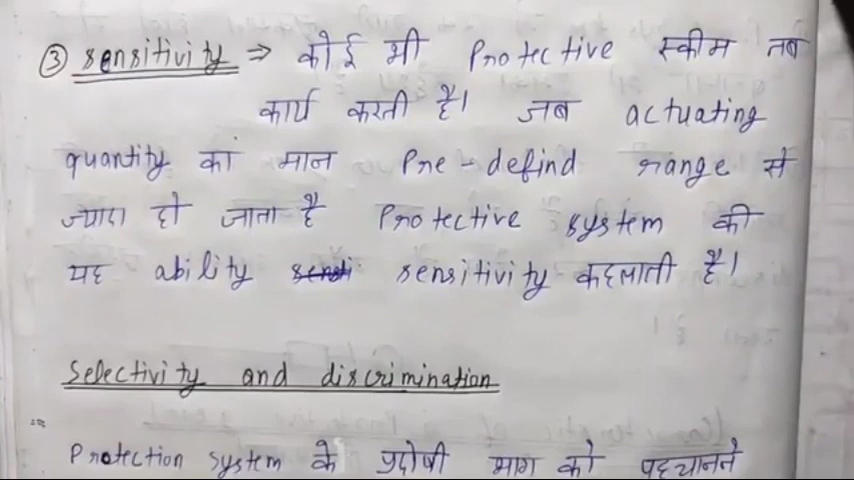 ③ sensitivity ⇒ कोई भी Protective स्कीम तब
कार्य करती है। जब actuating
quantity का मान Pre-defind range से
ज्यादा हो जाता है Protective system की
यह ability sensitivity कहलाती है।
Selectivity and discrimination
Protection system के प्रदोषी भाग को पहचानने